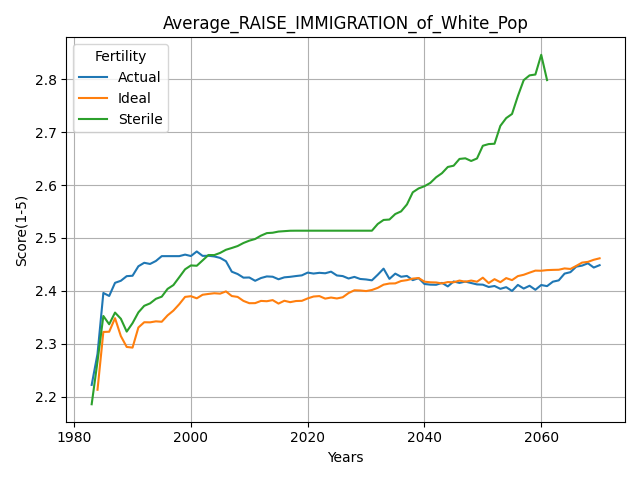 Average_RAISE_IMMIGRATION_of_White_Pop
Fertility
Actual
Ideal
Sterile
Score(1-5)
2.8
2.7
2.6
2.5
2.4
2.3
2.2
1980 2000 2020 2040 2060
Years